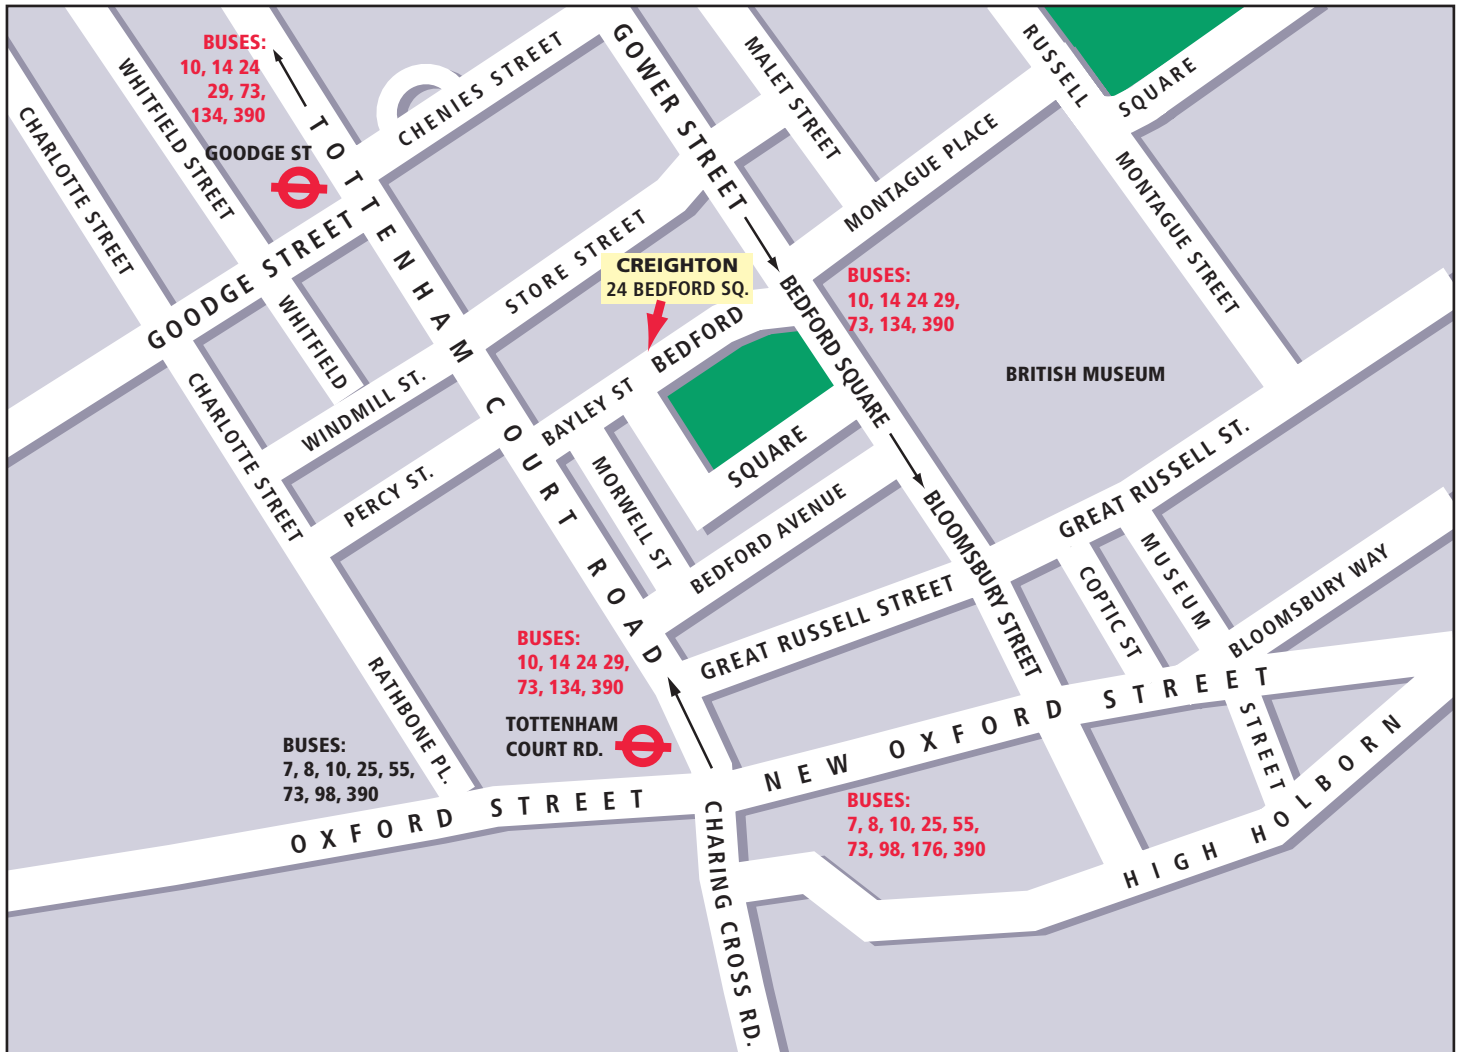 BUSES:
10, 14 24
29, 73,
134, 390
GOODGE ST
WHITFIELD STREET
CHARLOTTE STREET
TOTTENHAM COURT ROAD
CHENIES STREET
GOWER STREET
MALET STREET
RUSSELL
SQUARE
MONTAGUE PLACE
MONTAGUE STREET
GOODGE STREET
WHITFIELD
STORE STREET
CREIGHTON
24 BEDFORD SQ.
BEDFORD
BEDFORD SQUARE
BUSES:
10, 14 24 29,
73, 134, 390
BRITISH MUSEUM
WINDMILL ST.
CHARLOTTE STREET
PERCY ST.
BAYLEY ST
SQUARE
MORWELL ST
BEDFORD AVENUE
GREAT RUSSELL ST.
BLOOMSBURY STREET
GREAT RUSSELL STREET
COPTIC ST
MUSEUM
STREET
BLOOMSBURY WAY
BUSES:
10, 14 24 29,
73, 134, 390
TOTTENHAM
COURT RD.
RATHBONE PL.
BUSES:
7, 8, 10, 25, 55,
73, 98, 390
OXFORD STREET
NEW OXFORD STREET
BUSES:
7, 8, 10, 25, 55,
73, 98, 176, 390
HIGH HOLBORN
CHARING CROSS RD.